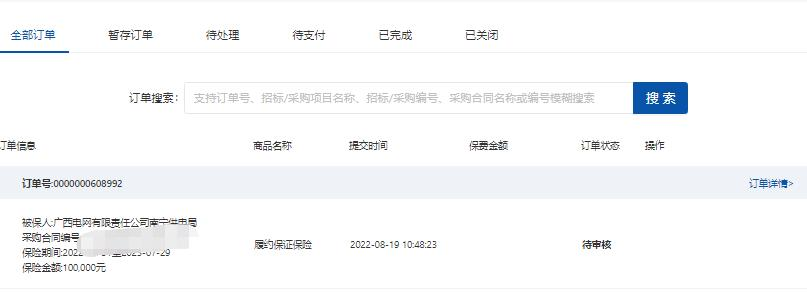 全部订单 暂存订单 待处理 待支付 已完成 已关闭
订单搜索： 支持订单号、招标/采购项目名称、招标/采购编号、采购合同名称或编号模糊搜索 搜 索
订单信息 商品名称 提交时间 保费金额 订单状态 操作
订单号:0000000608992 订单详情>
被保人:广西电网有限责任公司南宁供电局
采购合同编号
履约保证保险 2022-08-19 10:48:23 待审核
保险期间:2022 至2023-07-29
保险金额:100,000元